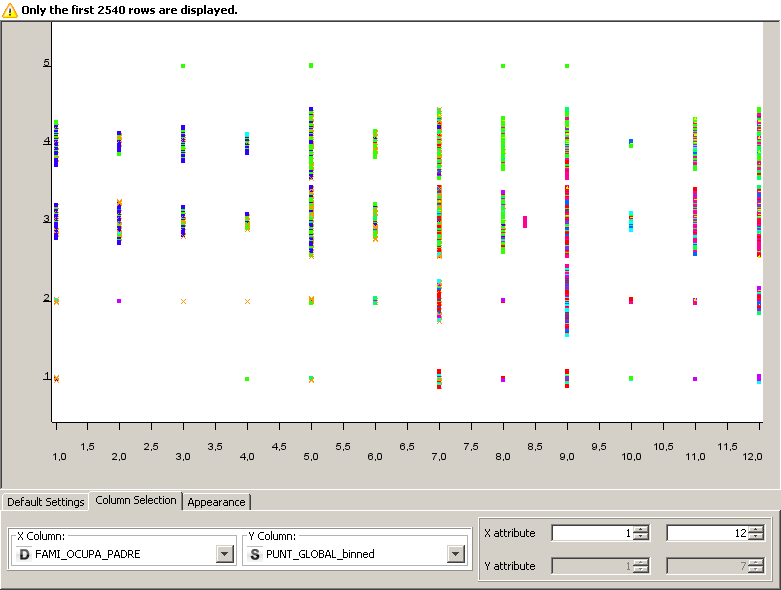 Only the first 2540 rows are displayed.
5
4
3
2
1
1,5 2,5 3,5 4,5 5,5 6,5 7,5 8,5 9,5 10,5 11,5
1,0 2,0 3,0 4,0 5,0 6,0 7,0 8,0 9,0 10,0 11,0 12,0
Default Settings Column Selection Appearance
X Column: Y Column:
D FAMI_OCUPA_PADRE S PUNT_GLOBAL_binned
X attribute 1 12
Y attribute 1 7